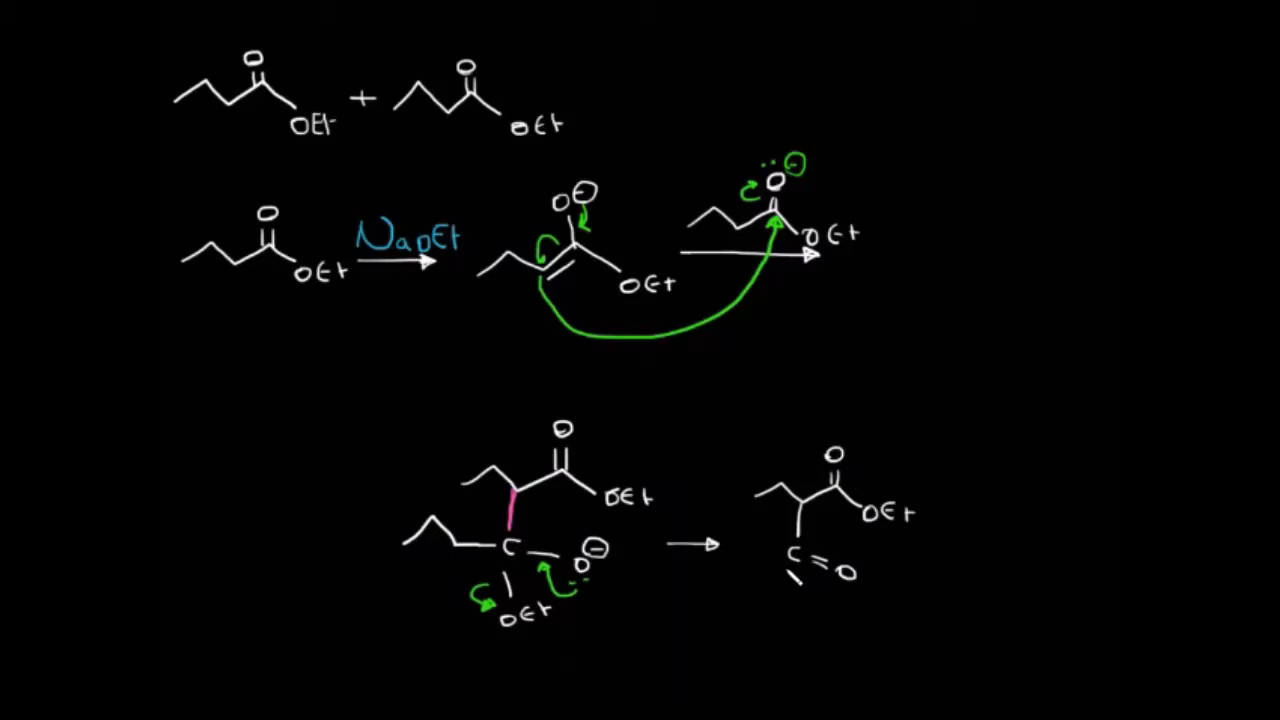 O O
OEt + OEt
O O⊖ O⊖
OEt NaOEt OEt OEt
O O
OEt OEt
C O⊖ C O
OEt